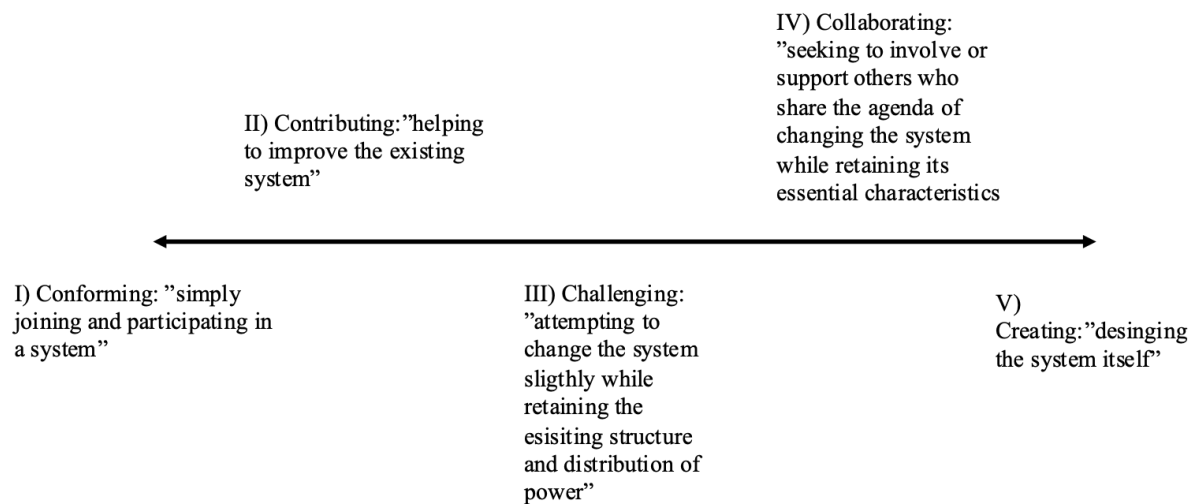 I) Conforming: ”simply
joining and participating in
a system”
II) Contributing:”helping
to improve the existing
system”
III) Challenging:
”attempting to
change the system
sligthly while
retaining the
esisiting structure
and distribution of
power”
IV) Collaborating:
”seeking to involve or
support others who
share the agenda of
changing the system
while retaining its
essential characteristics
V)
Creating:”desinging
the system itself”